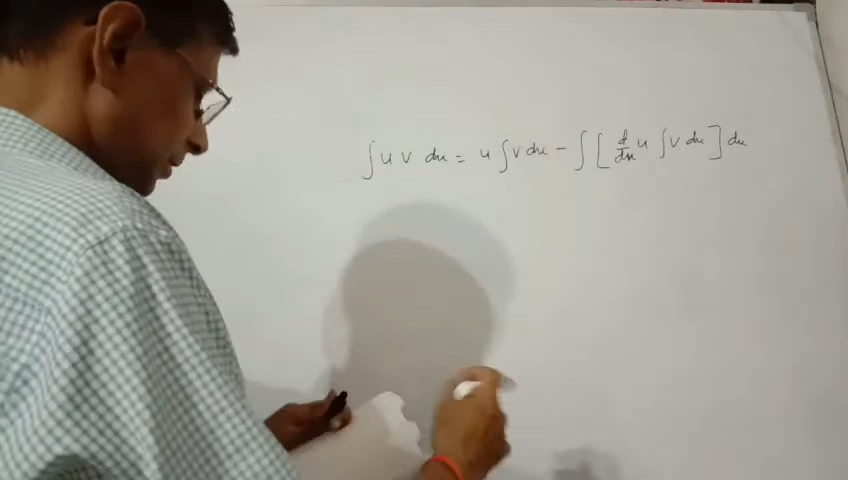 ∫ u v dx = u ∫ v dx − ∫ [ d/dx u ∫ v dx ] dx